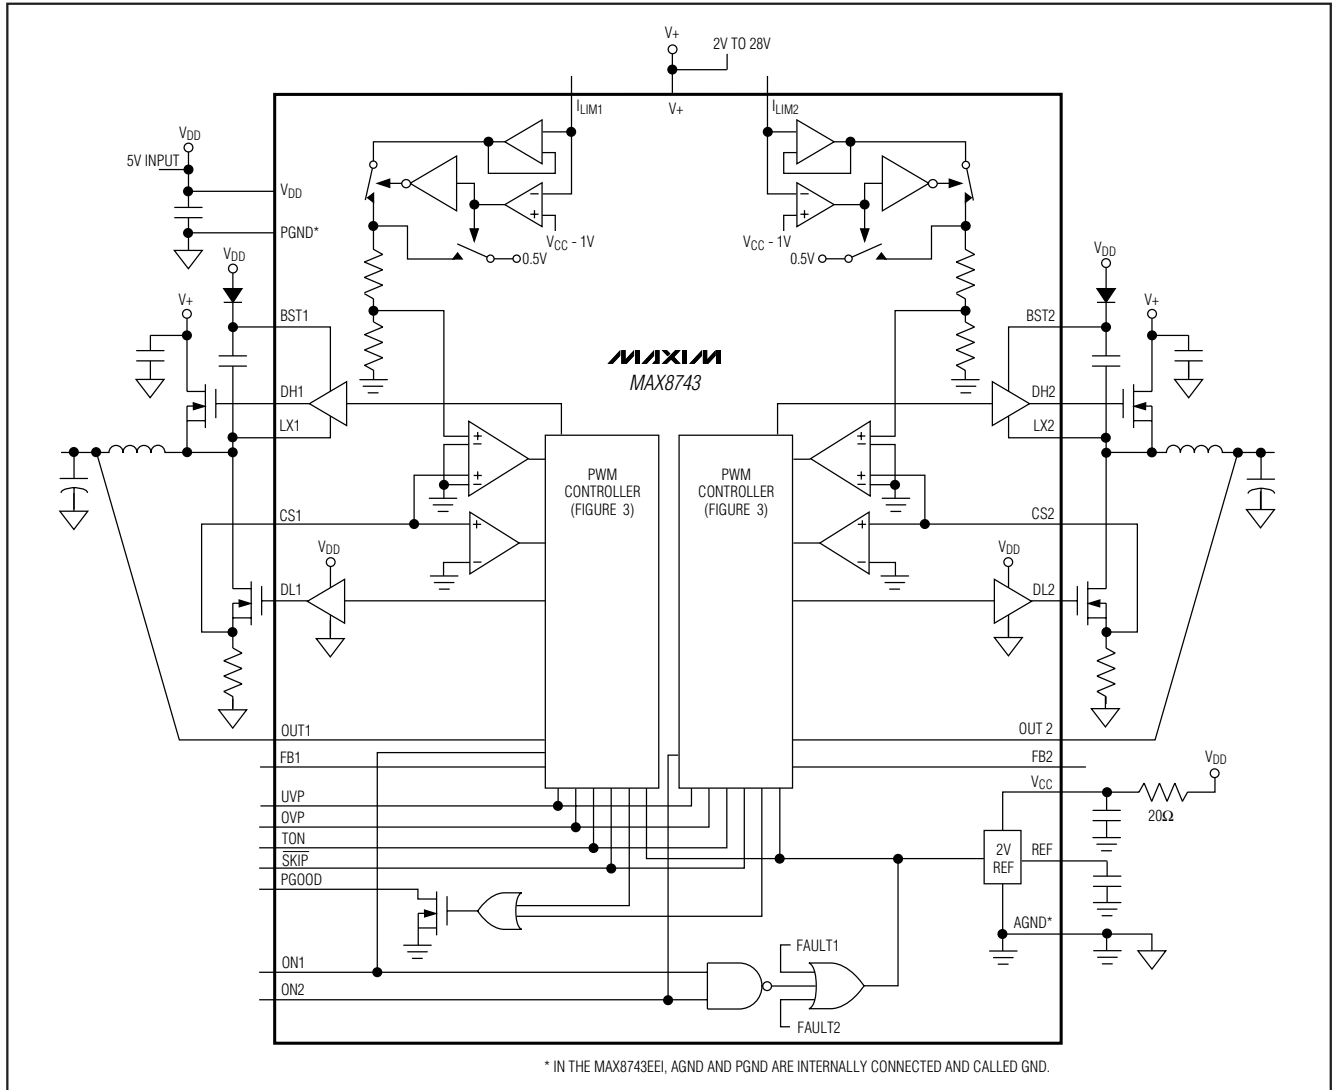 V+
2V TO 28V
ILIM1
V+
ILIM2
VDD
5V INPUT
VDD
PGND*
VCC - 1V
0.5V
VCC - 1V
0.5V
VDD
V+
BST1
DH1
LX1
VDD
V+
BST2
DH2
LX2
MAXIM
MAX8743
+
-
+
-
+
-
+
-
+
-
+
-
+
-
+
-
PWM
CONTROLLER
(FIGURE 3)
PWM
CONTROLLER
(FIGURE 3)
CS1
CS2
VDD
DL1
VDD
DL2
OUT1
OUT 2
FB1
FB2
UVP
OVP
TON
SKIP
PGOOD
VCC
VDD
20Ω
2V
REF
REF
AGND*
ON1
ON2
FAULT1
FAULT2
* IN THE MAX8743EEI, AGND AND PGND ARE INTERNALLY CONNECTED AND CALLED GND.